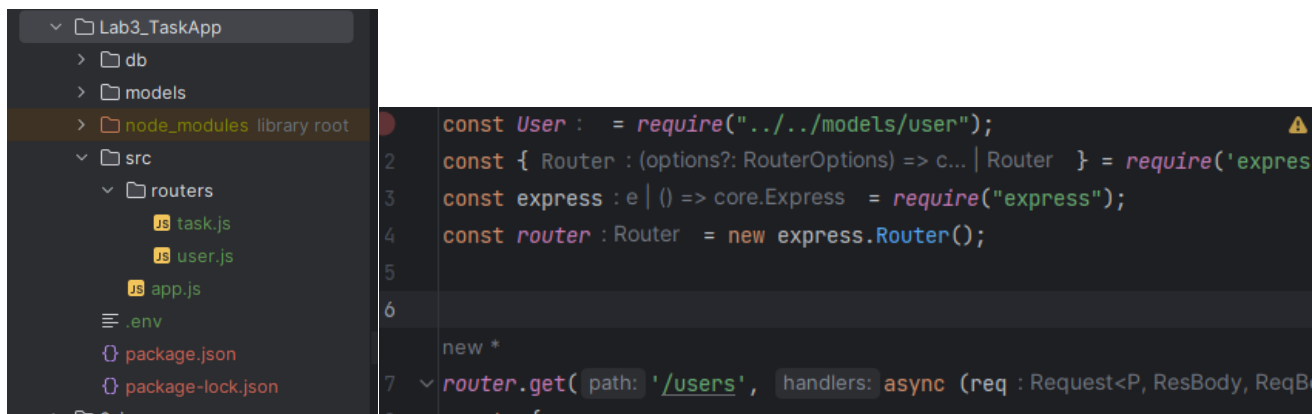 Lab3_TaskApp
db
models
node_modules library root
src
routers
JS task.js
JS user.js
JS app.js
.env
{} package.json
{} package-lock.json
const User : = require("../../models/user");
2 const { Router : (options?: RouterOptions) => c... | Router } = require('expres
3 const express : e | () => core.Express = require("express");
4 const router : Router = new express.Router();
5
6
new *
7 router.get( path: '/users', handlers: async (req : Request<P, ResBody, ReqBo